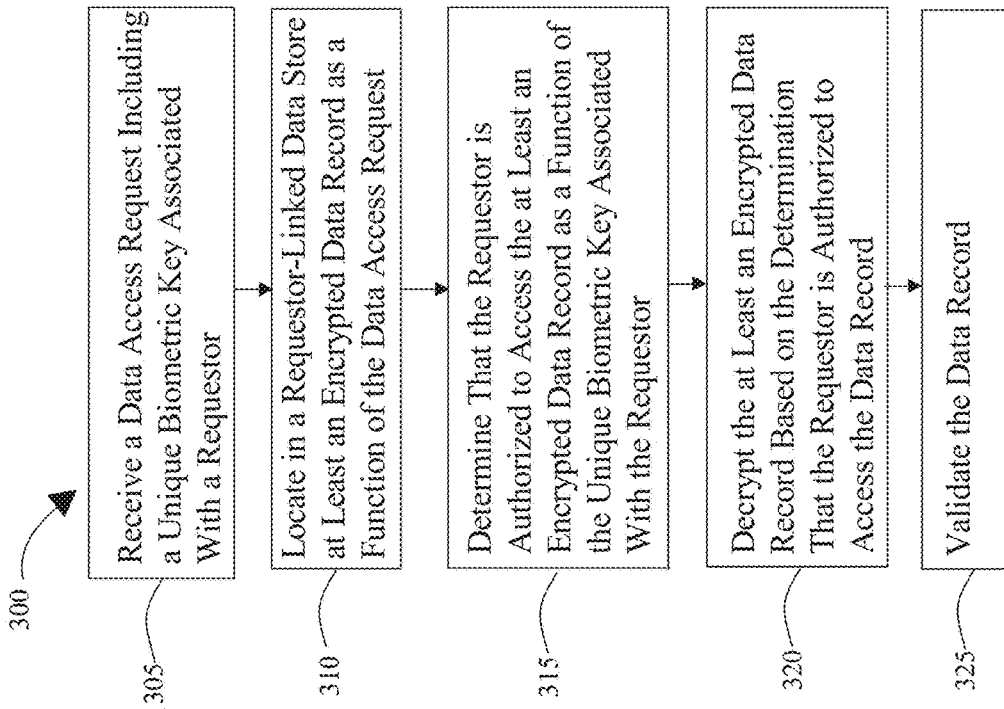 300
305
Receive a Data Access Request Including
a Unique Biometric Key Associated
With a Requestor
310
Locate in a Requestor-Linked Data Store
at Least an Encrypted Data Record as a
Function of the Data Access Request
315
Determine That the Requestor is
Authorized to Access the at Least an
Encrypted Data Record as a Function of
the Unique Biometric Key Associated
With the Requestor
320
Decrypt the at Least an Encrypted Data
Record Based on the Determination
That the Requestor is Authorized to
Access the Data Record
325
Validate the Data Record